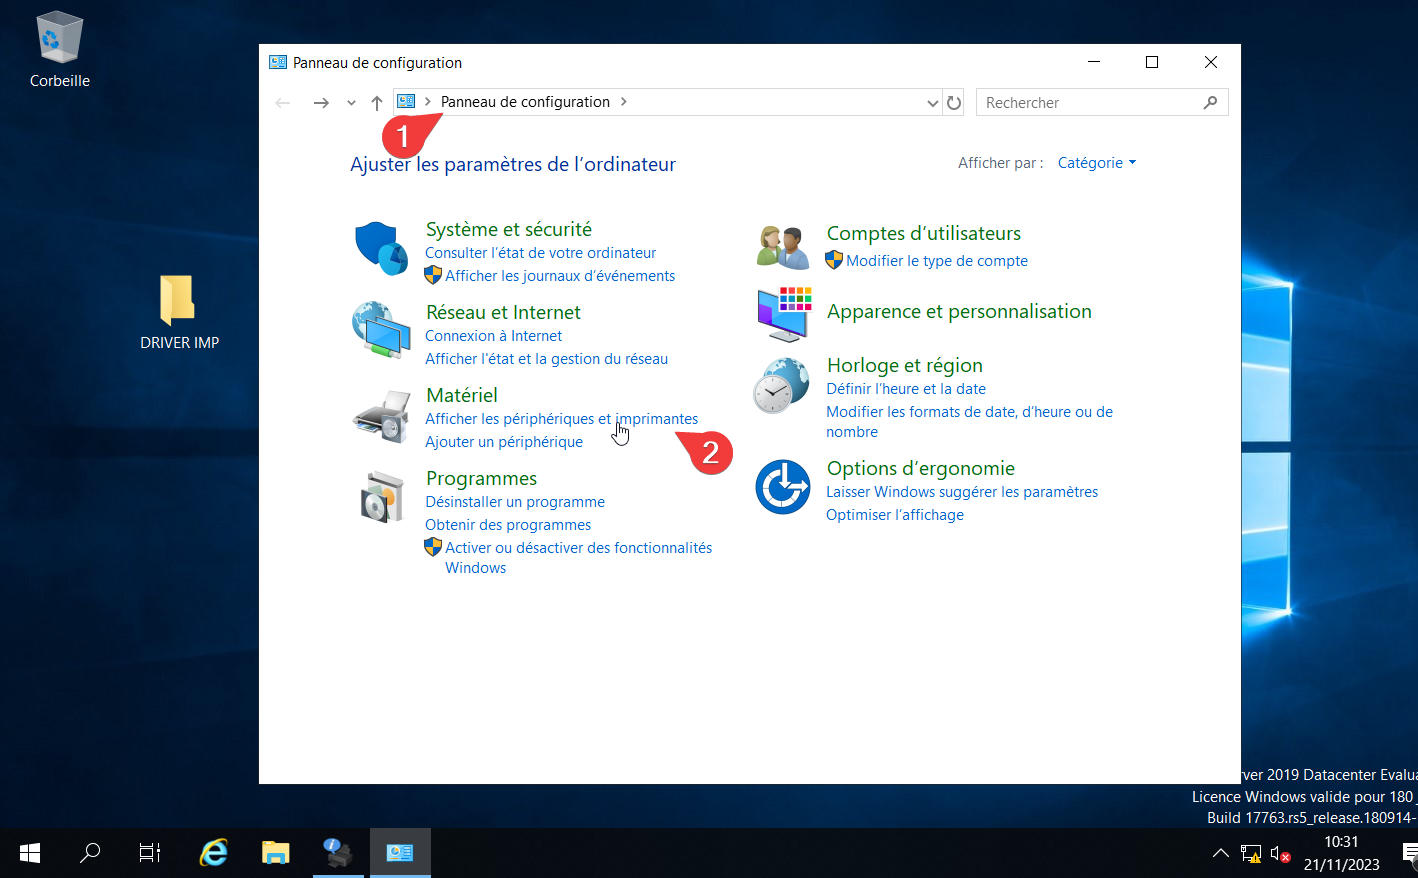 Corbeille
DRIVER IMP
Panneau de configuration
Panneau de configuration
Rechercher
1
Ajuster les paramètres de l'ordinateur
Afficher par : Catégorie
Système et sécurité
Consulter l'état de votre ordinateur
Afficher les journaux d'événements
Réseau et Internet
Connexion à Internet
Afficher l'état et la gestion du réseau
Matériel
Afficher les périphériques et imprimantes
Ajouter un périphérique
2
Programmes
Désinstaller un programme
Obtenir des programmes
Activer ou désactiver des fonctionnalités
Windows
Comptes d'utilisateurs
Modifier le type de compte
Apparence et personnalisation
Horloge et région
Définir l'heure et la date
Modifier les formats de date, d'heure ou de
nombre
Options d'ergonomie
Laisser Windows suggérer les paramètres
Optimiser l'affichage
2019 Datacenter
Licence Windows valide pour 180
Build 17763.rs5_release.180914-
10:31
21/11/2023